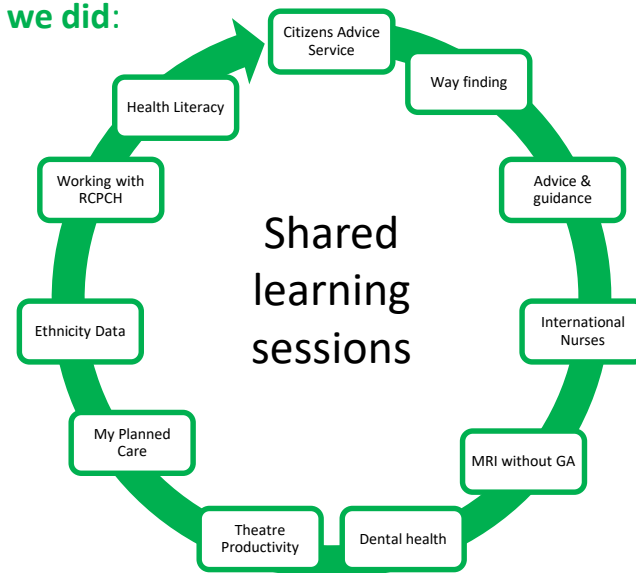 we did:
Citizens Advice
Service
Way finding
Advice &
guidance
International
Nurses
MRI without GA
Dental health
Theatre
Productivity
My Planned
Care
Ethnicity Data
Working with
RCPCH
Health Literacy
Shared
learning
sessions